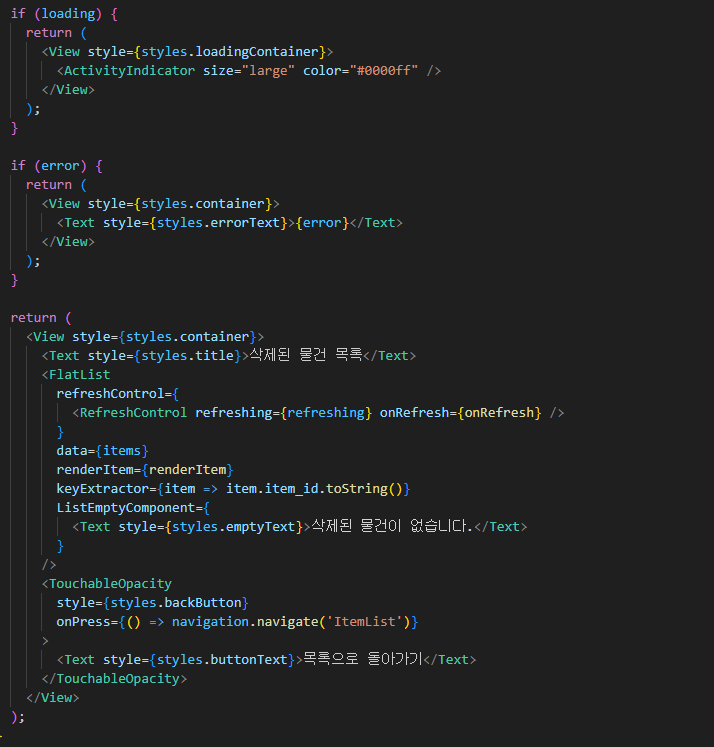 if (loading) {
  return (
    <View style={styles.loadingContainer}>
      <ActivityIndicator size="large" color="#0000ff" />
    </View>
  );
}

if (error) {
  return (
    <View style={styles.container}>
      <Text style={styles.errorText}>{error}</Text>
    </View>
  );
}

return (
  <View style={styles.container}>
    <Text style={styles.title}>삭제된 물건 목록</Text>
    <FlatList
      refreshControl={
        <RefreshControl refreshing={refreshing} onRefresh={onRefresh} />
      }
      data={items}
      renderItem={renderItem}
      keyExtractor={item => item.item_id.toString()}
      ListEmptyComponent={
        <Text style={styles.emptyText}>삭제된 물건이 없습니다.</Text>
      }
    />
    <TouchableOpacity
      style={styles.backButton}
      onPress={() => navigation.navigate('ItemList')}
    >
      <Text style={styles.buttonText}>목록으로 돌아가기</Text>
    </TouchableOpacity>
  </View>
);